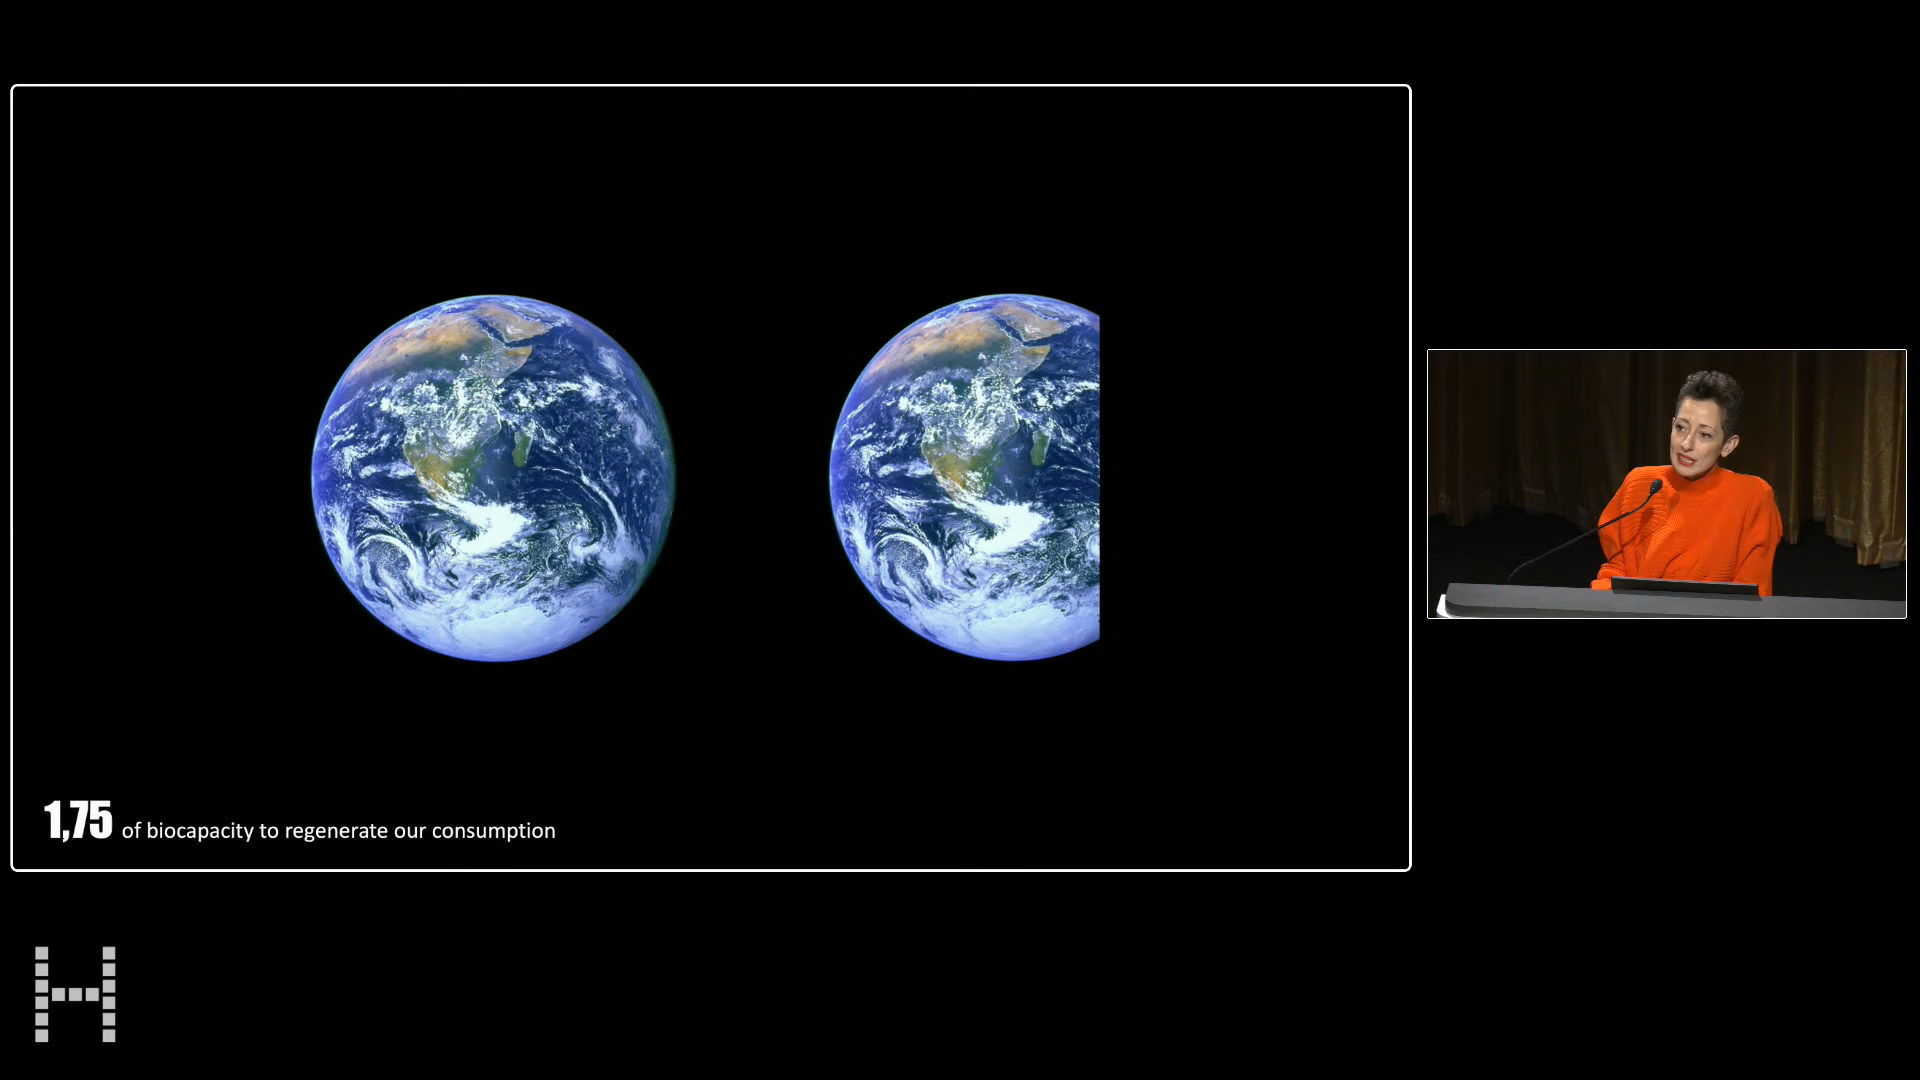 1,75 of biocapacity to regenerate our consumption
H